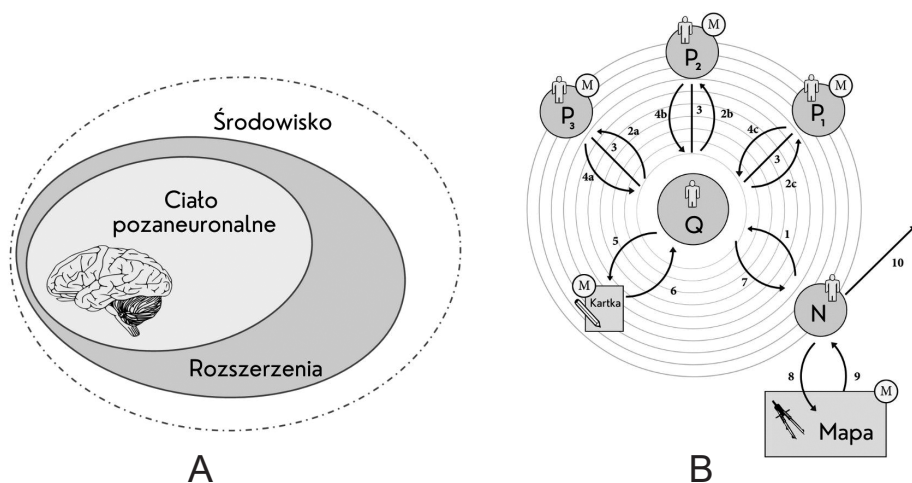 Środowisko
Ciało
pozaneuronalne
Rozszerzenia
A
M
P2
M
P3
M
P1
4b
3
2b
2a
3
4a
4c
3
2c
Q
5
6
1
7
10
M
Kartka
N
8
9
M
Mapa
B